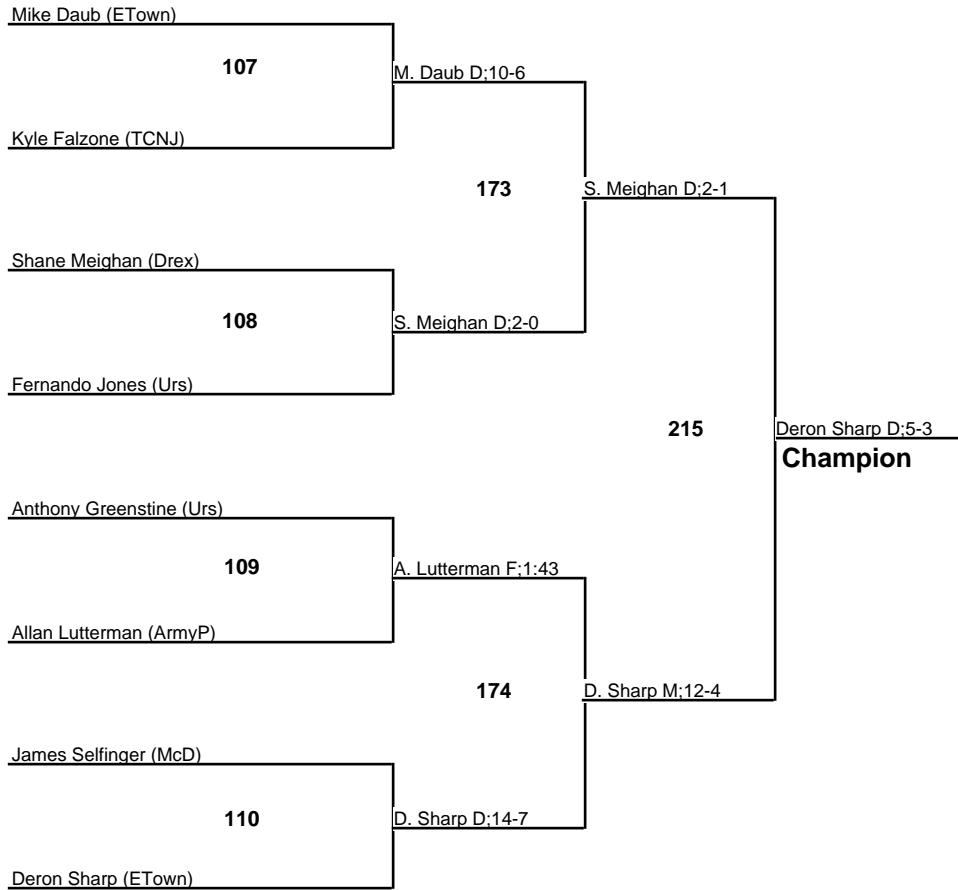 Mike Daub (ETown)
107
M. Daub D;10-6
Kyle Falzone (TCNJ)
173
S. Meighan D;2-1
Shane Meighan (Drex)
108
S. Meighan D;2-0
Fernando Jones (Urs)
215
Deron Sharp D;5-3
Champion
Anthony Greenstine (Urs)
109
A. Lutterman F;1:43
Allan Lutterman (ArmyP)
174
D. Sharp M;12-4
James Selfinger (McD)
110
D. Sharp D;14-7
Deron Sharp (ETown)